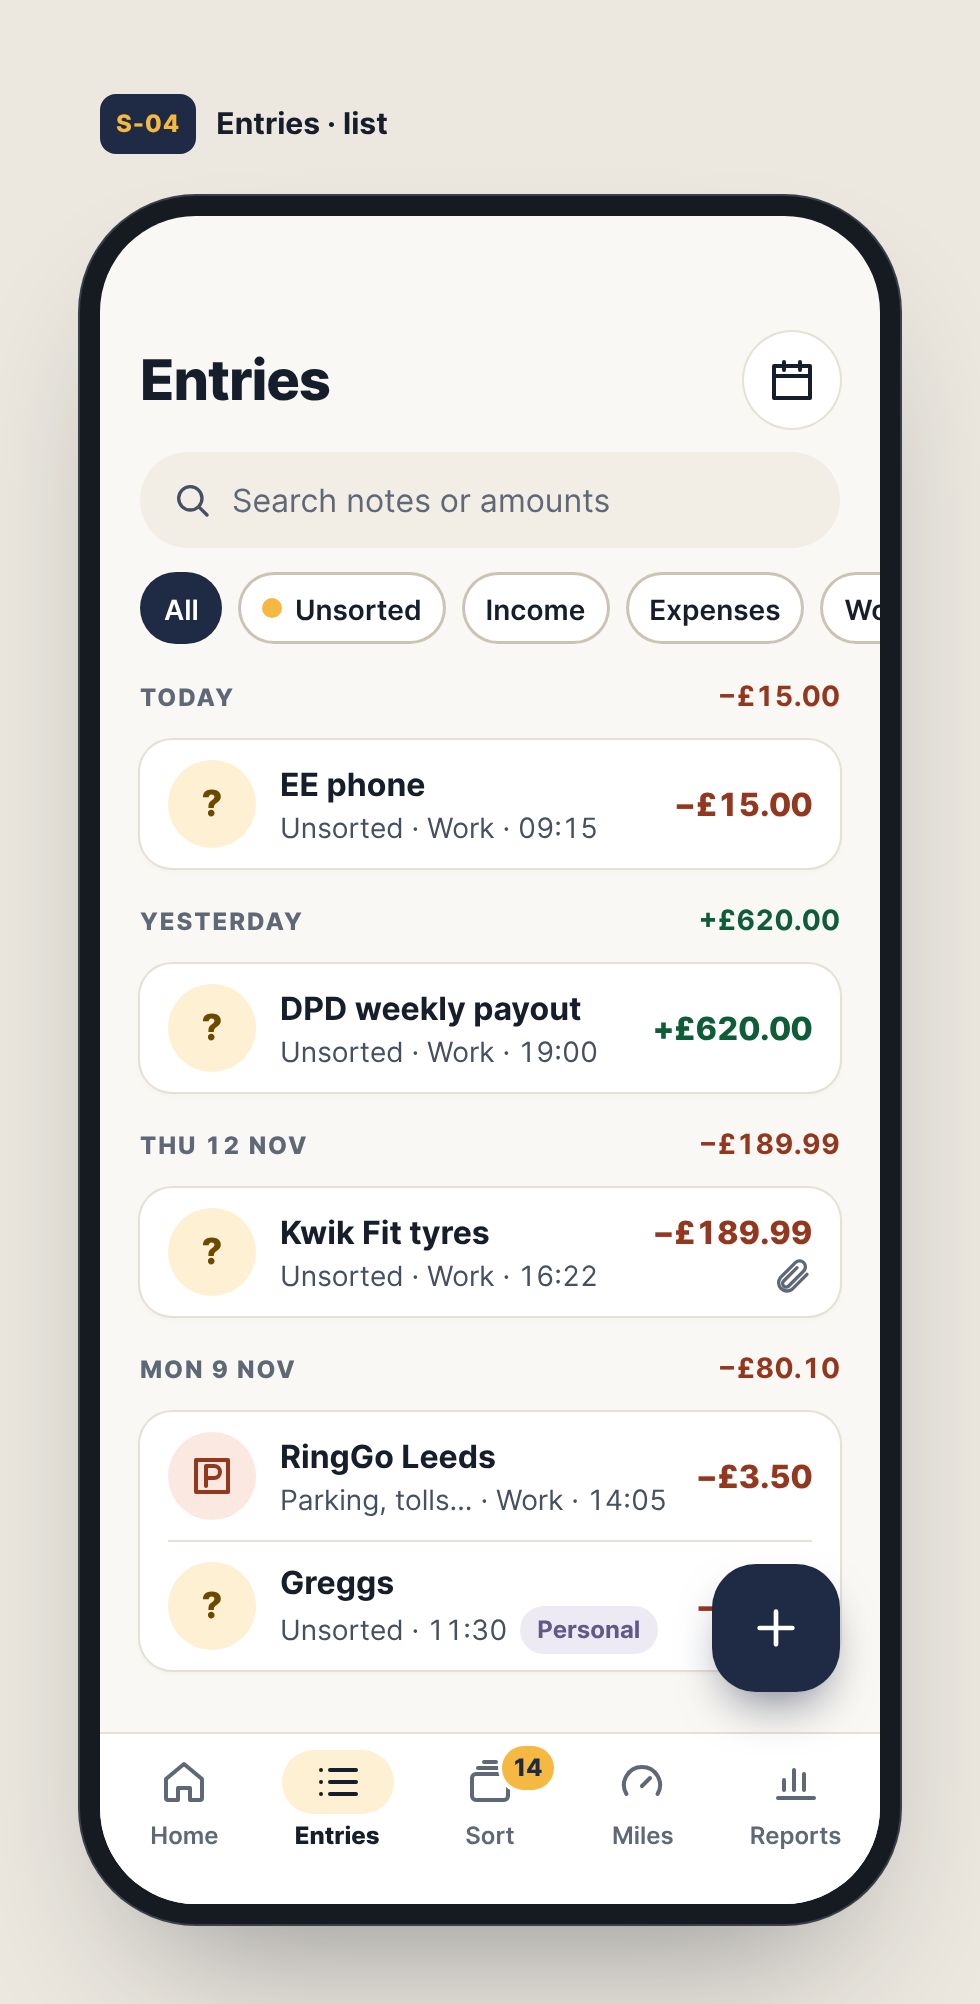 S-04 Entries · list
Entries
Search notes or amounts
All Unsorted Income Expenses
TODAY −£15.00
EE phone
−£15.00
Unsorted · Work · 09:15
YESTERDAY +£620.00
DPD weekly payout
+£620.00
Unsorted · Work · 19:00
THU 12 NOV −£189.99
Kwik Fit tyres −£189.99
Unsorted · Work · 16:22
MON 9 NOV −£80.10
RingGo Leeds
−£3.50
Parking, tolls... · Work · 14:05
Greggs
Unsorted · 11:30 Personal
14
Home Entries Sort Miles Reports